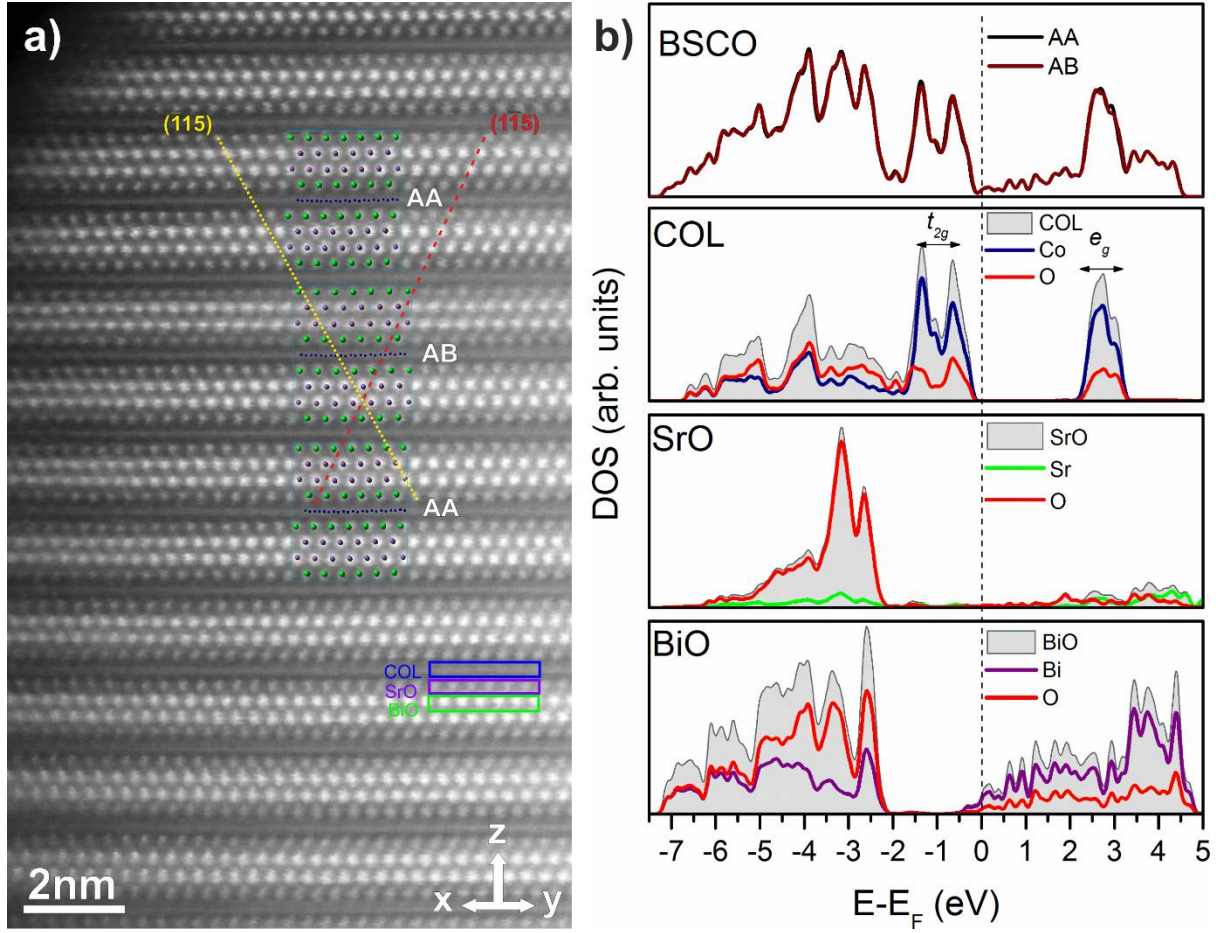 a)
(115)
(11̄5)
AA
AB
AA
COL
SrO
BiO
2nm
z
x
y
b)
BSCO
AA
AB
COL
t2g
eg
COL
Co
O
SrO
SrO
Sr
O
BiO
BiO
Bi
O
DOS (arb. units)
-7 -6 -5 -4 -3 -2 -1 0 1 2 3 4 5
E-EF (eV)